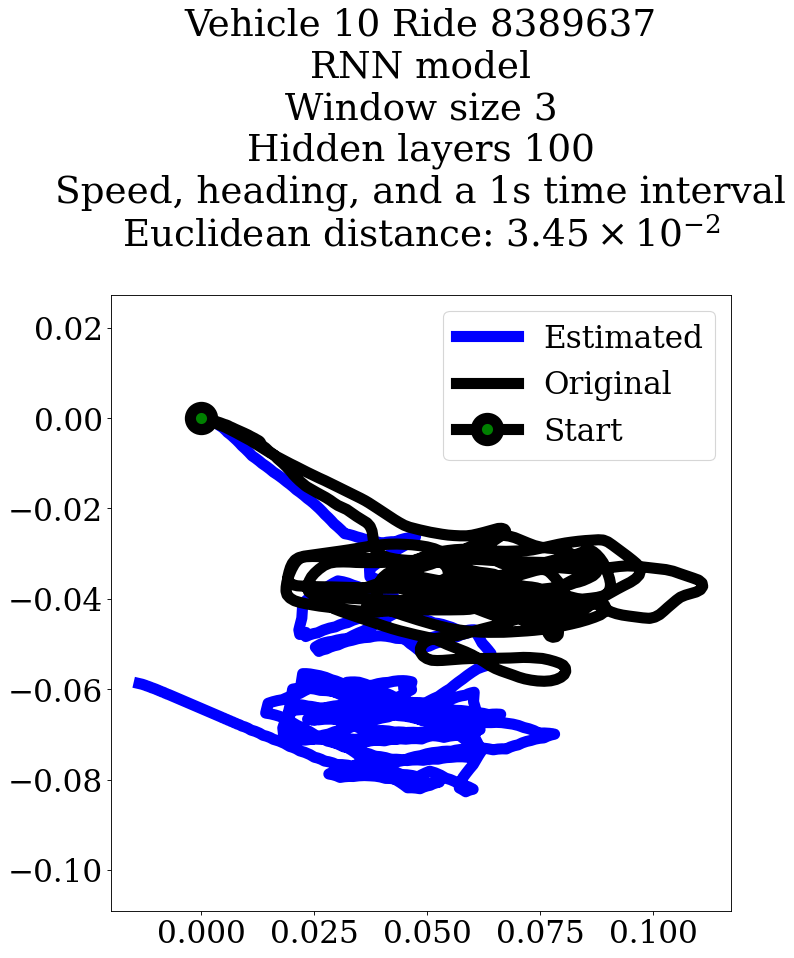 Vehicle 10 Ride 8389637
RNN model
Window size 3
Hidden layers 100
Speed, heading, and a 1s time interval
Euclidean distance: 3.45 × 10⁻²
Estimated
Original
Start
0.02
0.00
−0.02
−0.04
−0.06
−0.08
−0.10
0.000 0.025 0.050 0.075 0.100